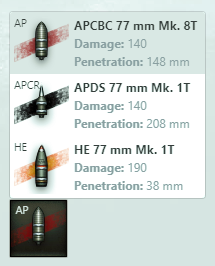 AP
APCBC 77 mm Mk. 8T
Damage: 140
Penetration: 148 mm
APCR
APDS 77 mm Mk. 1T
Damage: 140
Penetration: 208 mm
HE
HE 77 mm Mk. 1T
Damage: 190
Penetration: 38 mm
AP